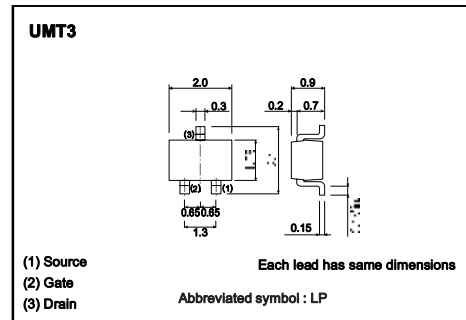 UMT3
2.0
0.9
0.3
0.2
0.7
(3)
(2)
(1)
0.65 0.65
1.3
0.15
(1) Source
(2) Gate
(3) Drain
Each lead has same dimensions
Abbreviated symbol : LP